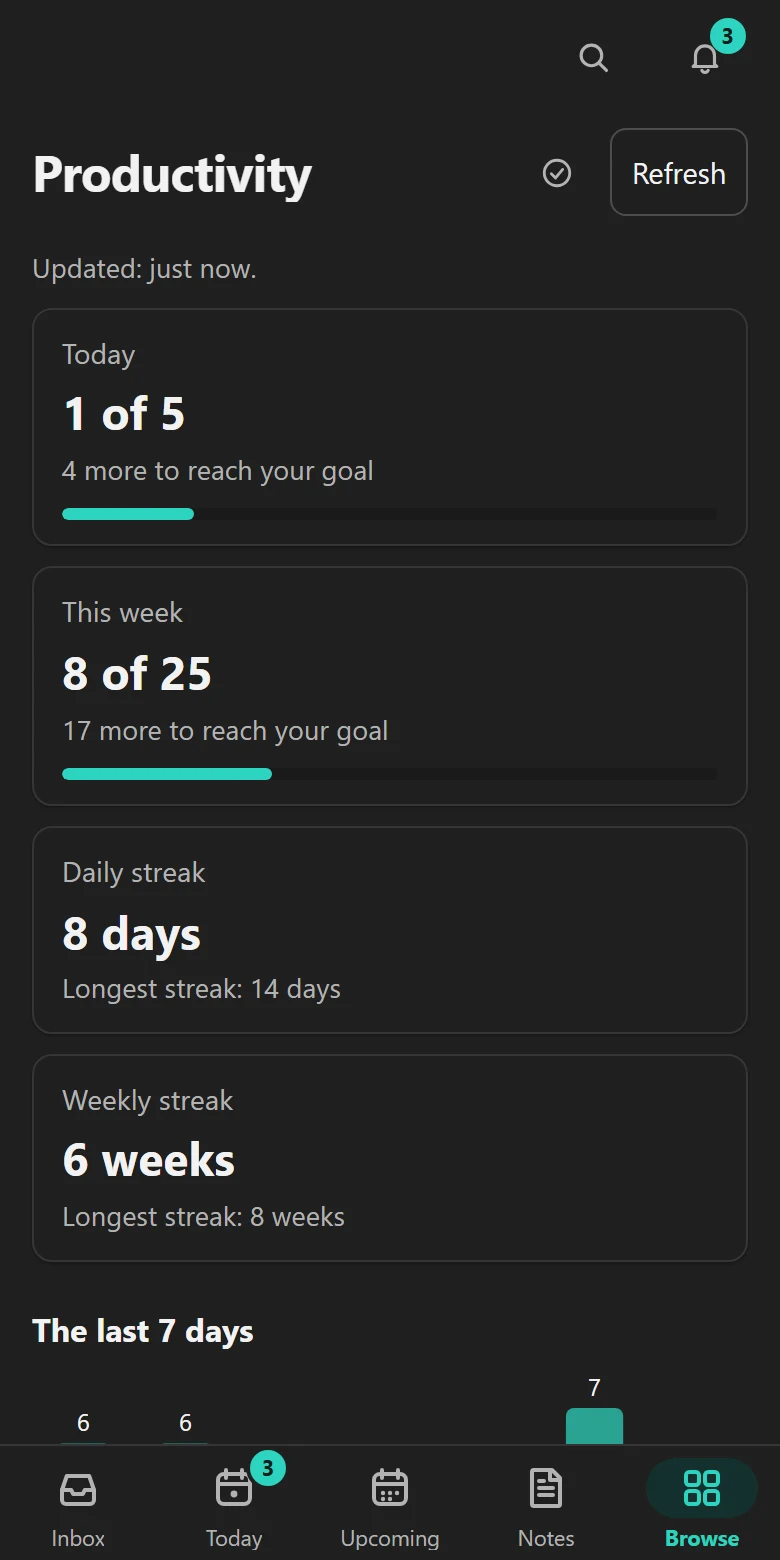 3
Productivity
Refresh
Updated: just now.
Today
1 of 5
4 more to reach your goal
This week
8 of 25
17 more to reach your goal
Daily streak
8 days
Longest streak: 14 days
Weekly streak
6 weeks
Longest streak: 8 weeks
The last 7 days
7
6 6
3
Inbox Today Upcoming Notes Browse